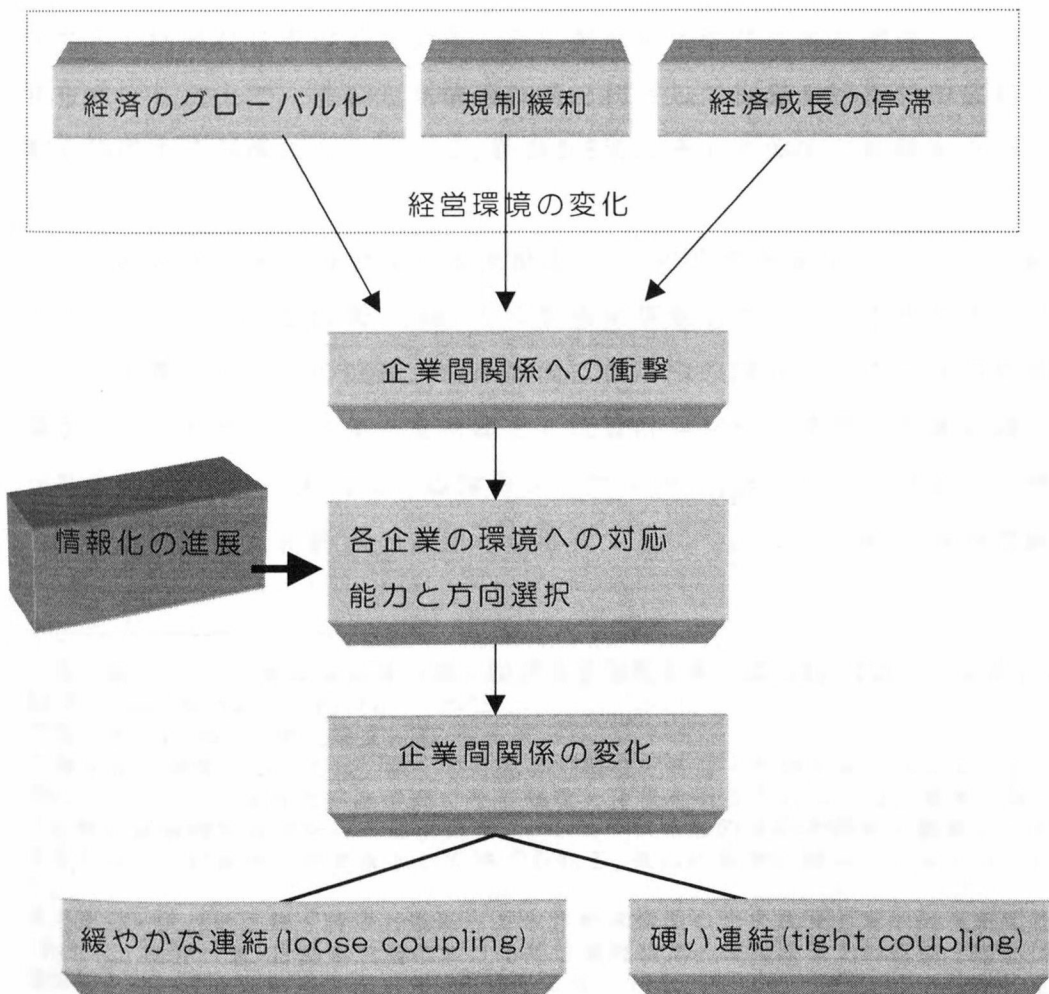 経済のグローバル化
規制緩和
経済成長の停滞
経営環境の変化
企業間関係への衝撃
情報化の進展
各企業の環境への対応
能力と方向選択
企業間関係の変化
緩やかな連結(loose coupling)
硬い連結(tight coupling)